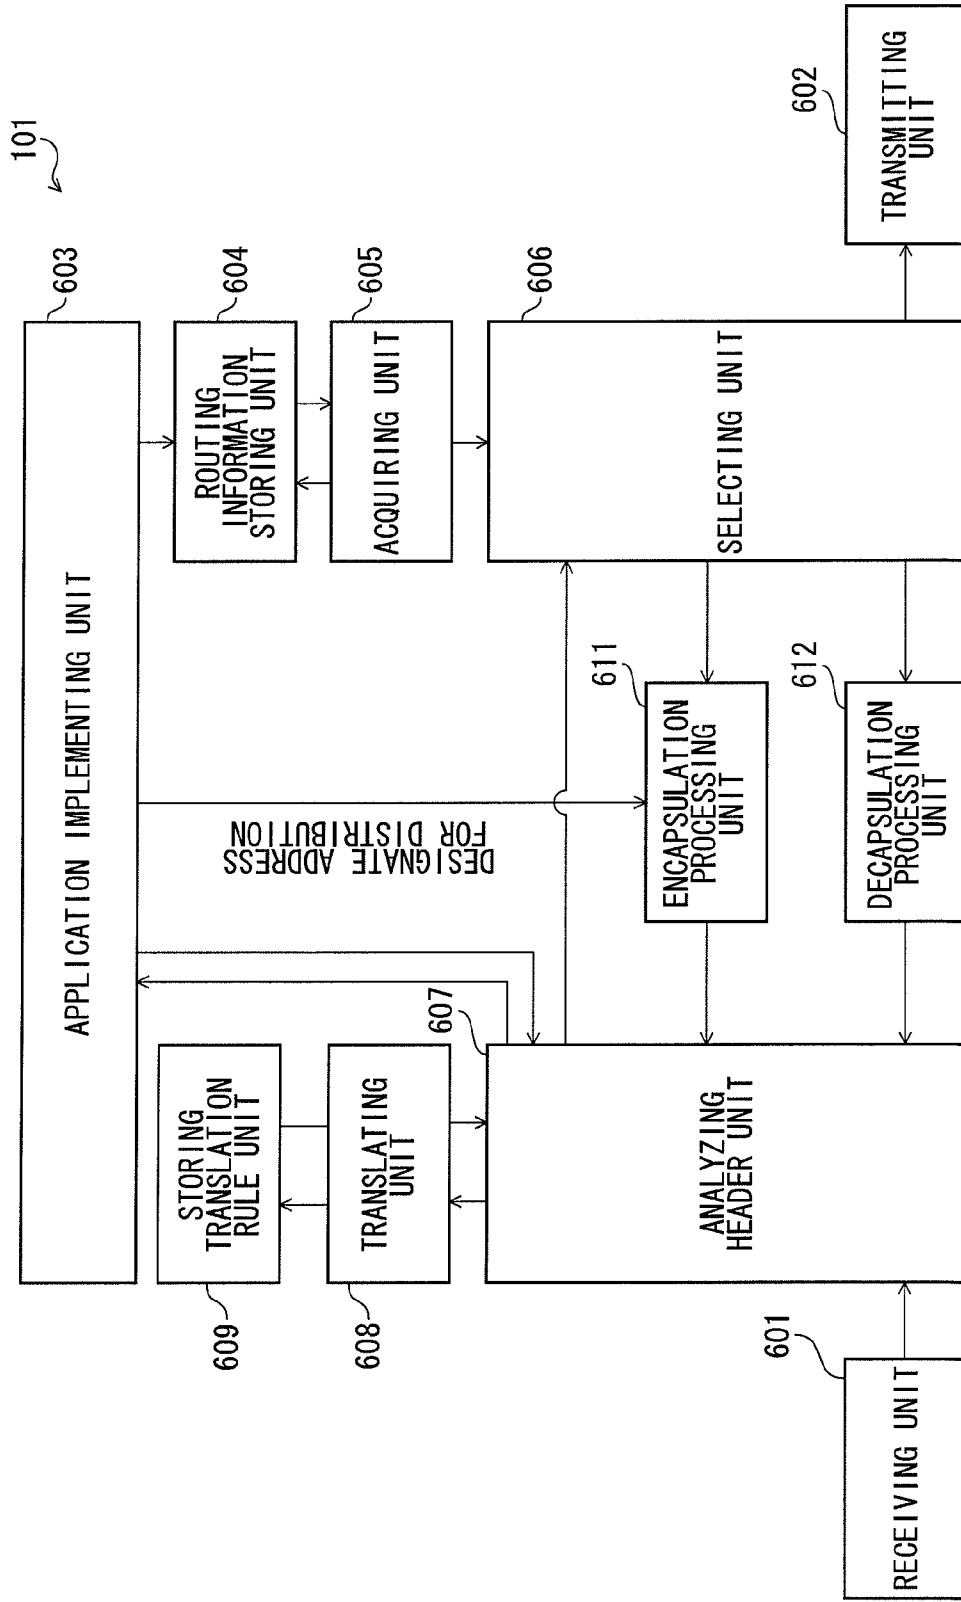 101
603
APPLICATION IMPLEMENTING UNIT
604
ROUTING
INFORMATION
STORING UNIT
605
ACQUIRING UNIT
606
SELECTING UNIT
602
TRANSMITTING
UNIT
DESIGNATE ADDRESS
FOR DISTRIBUTION
611
ENCAPSULATION
PROCESSING
UNIT
612
DECAPSULATION
PROCESSING
UNIT
609
STORING
TRANSLATION
RULE UNIT
608
TRANSLATING
UNIT
607
ANALYZING
HEADER UNIT
601
RECEIVING UNIT